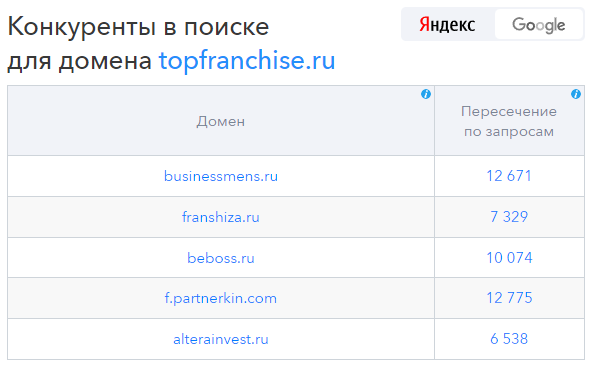 Конкуренты в поиске
для домена topfranchise.ru
Яндекс Google
Домен
Пересечение
по запросам
businessmens.ru 12 671
franshiza.ru 7 329
beboss.ru 10 074
f.partnerkin.com 12 775
alterainvest.ru 6 538